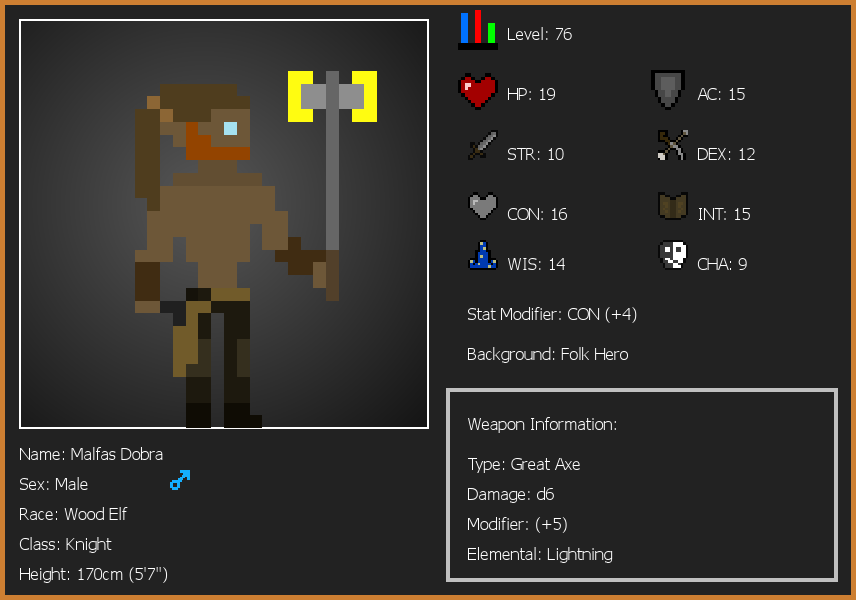 Level: 76
HP: 19
AC: 15
STR: 10
DEX: 12
CON: 16
INT: 15
WIS: 14
CHA: 9
Stat Modifier: CON (+4)
Background: Folk Hero
Weapon Information:
Type: Great Axe
Damage: d6
Modifier: (+5)
Elemental: Lightning
Name: Malfas Dobra
Sex: Male
Race: Wood Elf
Class: Knight
Height: 170cm (5'7")